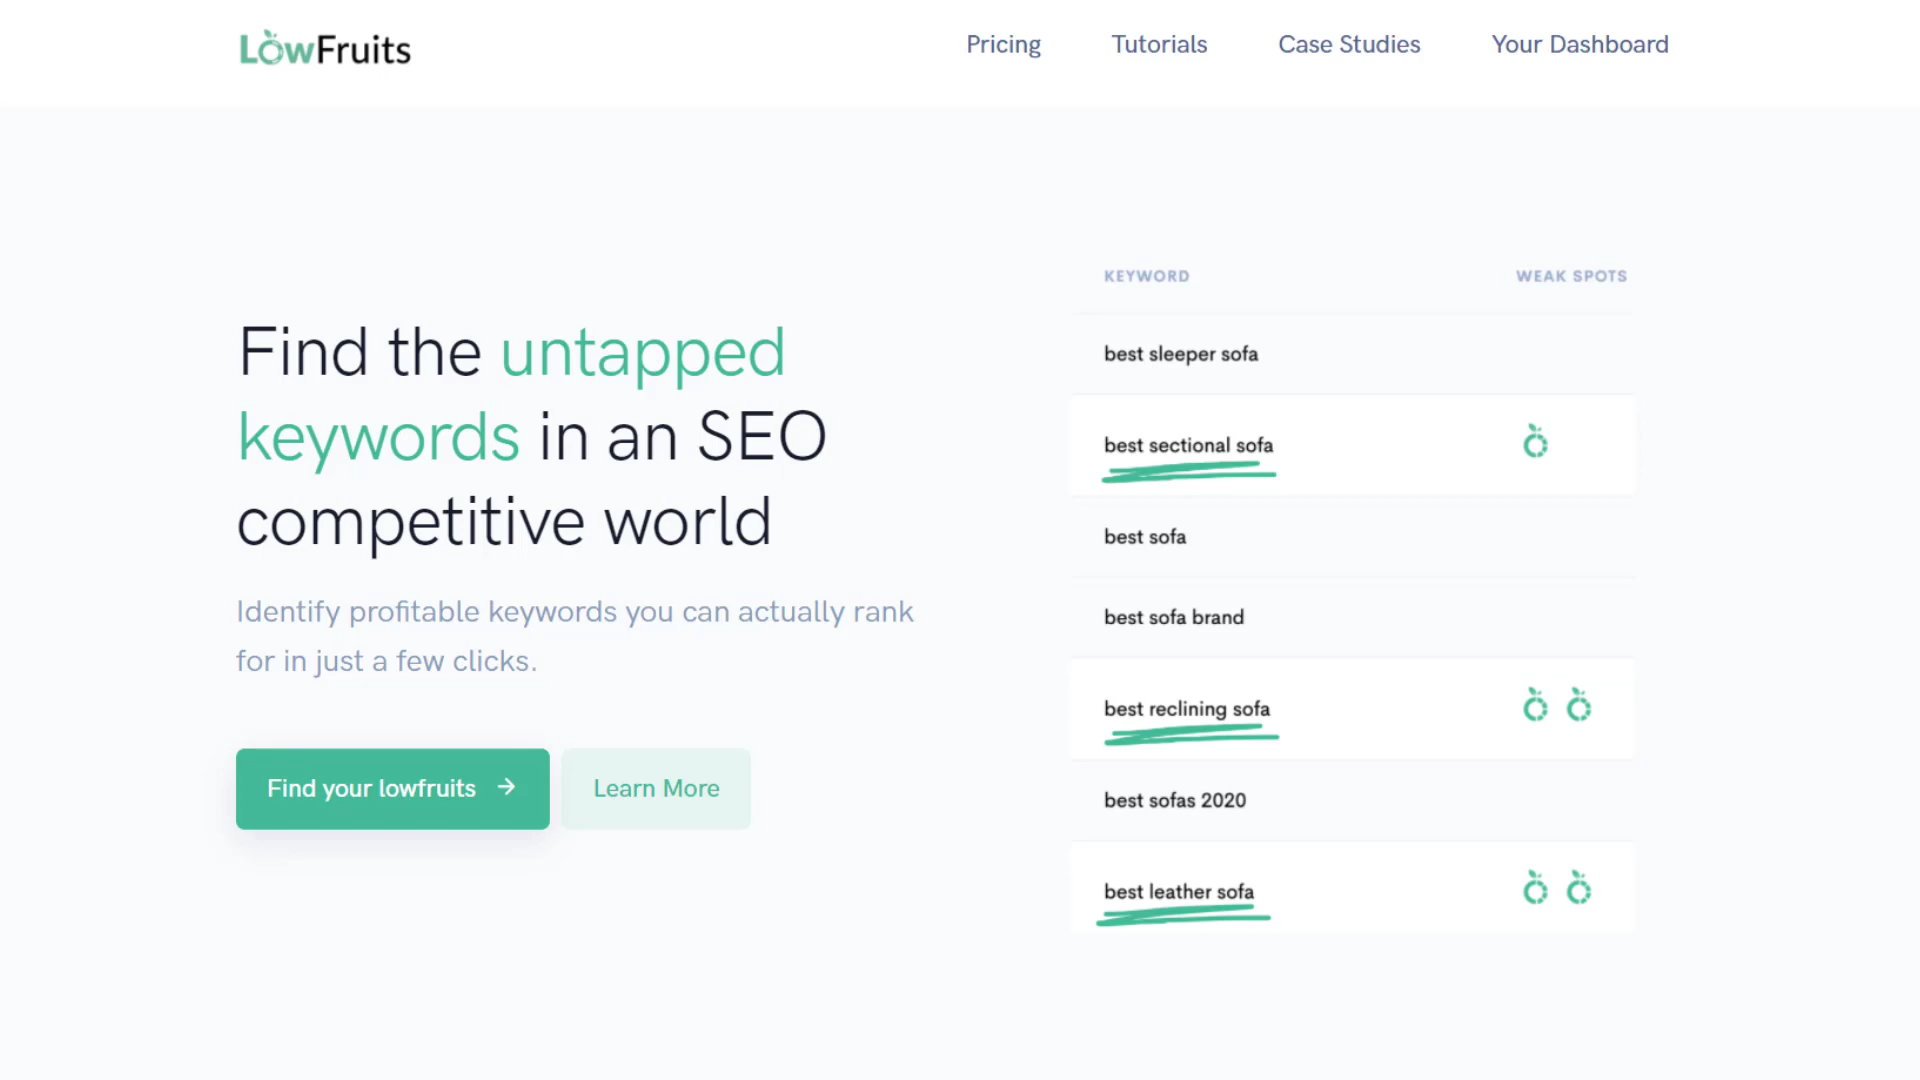 LowFruits
Pricing
Tutorials
Case Studies
Your Dashboard
Find the untapped
keywords in an SEO
competitive world
Identify profitable keywords you can actually rank
for in just a few clicks.
Find your lowfruits →
Learn More
KEYWORD
WEAK SPOTS
best sleeper sofa
best sectional sofa
best sofa
best sofa brand
best reclining sofa
best sofas 2020
best leather sofa